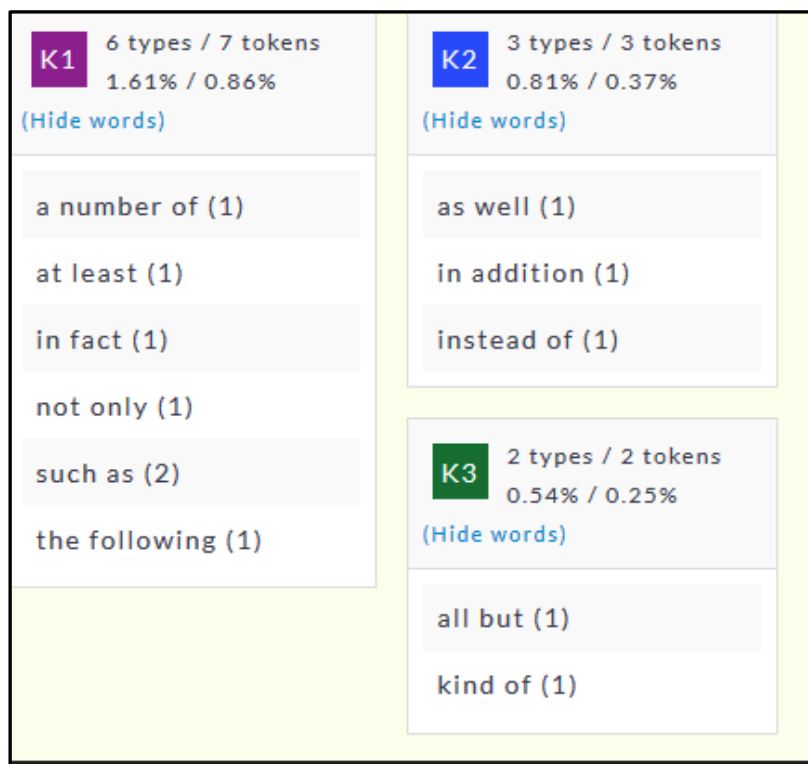 K1
6 types / 7 tokens
1.61% / 0.86%
(Hide words)
a number of (1)
at least (1)
in fact (1)
not only (1)
such as (2)
the following (1)
K2
3 types / 3 tokens
0.81% / 0.37%
(Hide words)
as well (1)
in addition (1)
instead of (1)
K3
2 types / 2 tokens
0.54% / 0.25%
(Hide words)
all but (1)
kind of (1)